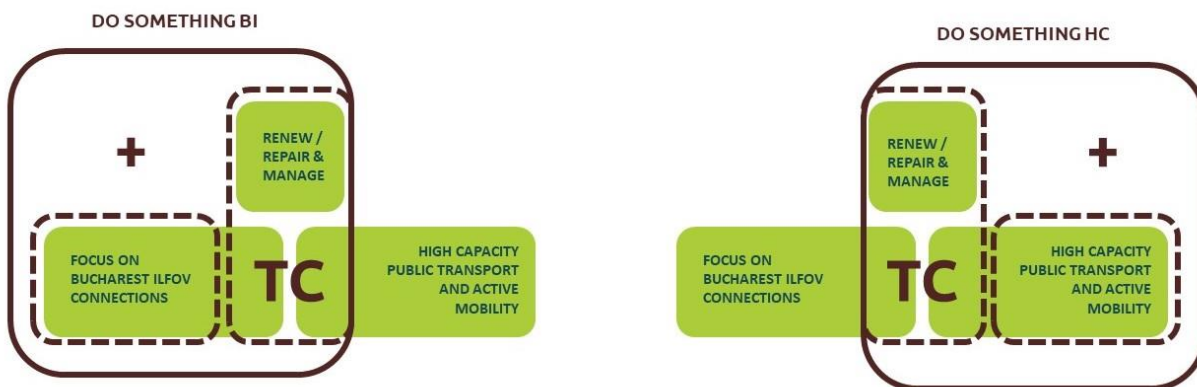 DO SOMETHING BI
+
RENEW /
REPAIR &
MANAGE
FOCUS ON
BUCHAREST ILFOV
CONNECTIONS
TC
HIGH CAPACITY
PUBLIC TRANSPORT
AND ACTIVE
MOBILITY
DO SOMETHING HC
RENEW /
REPAIR &
MANAGE
+
FOCUS ON
BUCHAREST ILFOV
CONNECTIONS
TC
HIGH CAPACITY
PUBLIC TRANSPORT
AND ACTIVE
MOBILITY